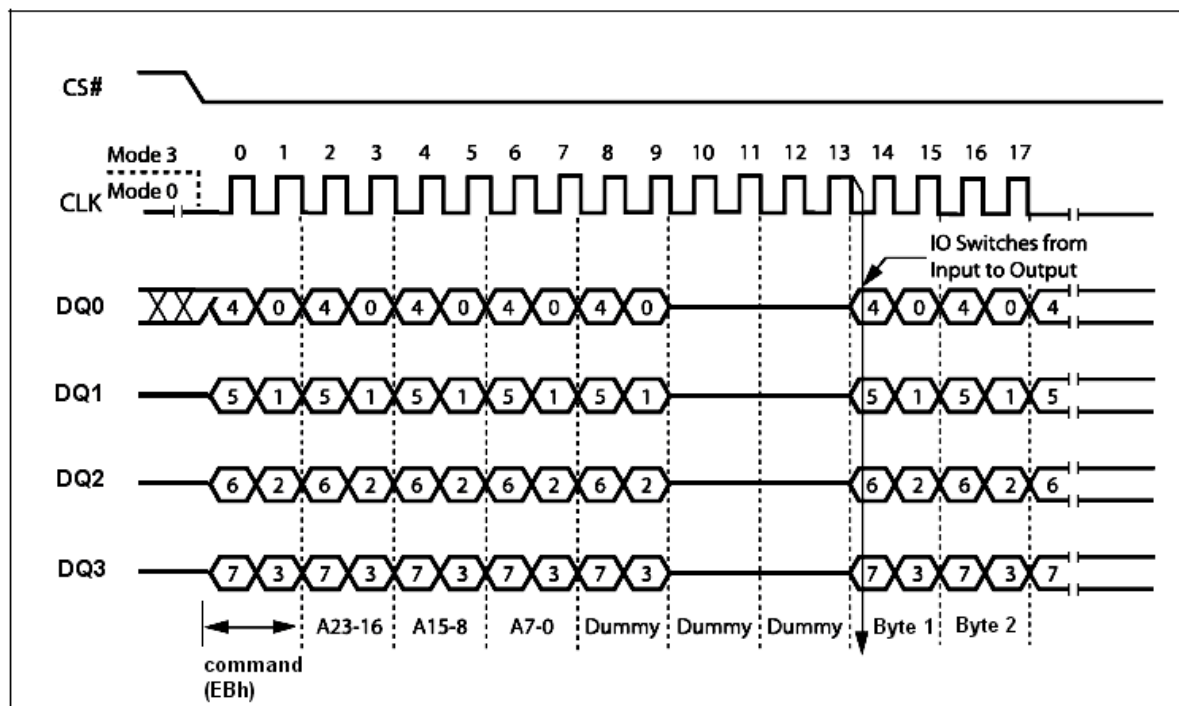 CS#
Mode 3
0 1 2 3 4 5 6 7 8 9 10 11 12 13 14 15 16 17
Mode 0
CLK
IO Switches from
Input to Output
DQ0 4 0 4 0 4 0 4 0 4 0 4 0 4 0 4
DQ1 5 1 5 1 5 1 5 1 5 1 5 1 5 1 5
DQ2 6 2 6 2 6 2 6 2 6 2 6 2 6 2 6
DQ3 7 3 7 3 7 3 7 3 7 3 7 3 7 3 7
A23-16 A15-8 A7-0 Dummy Dummy Dummy Byte 1 Byte 2
command
(EBh)